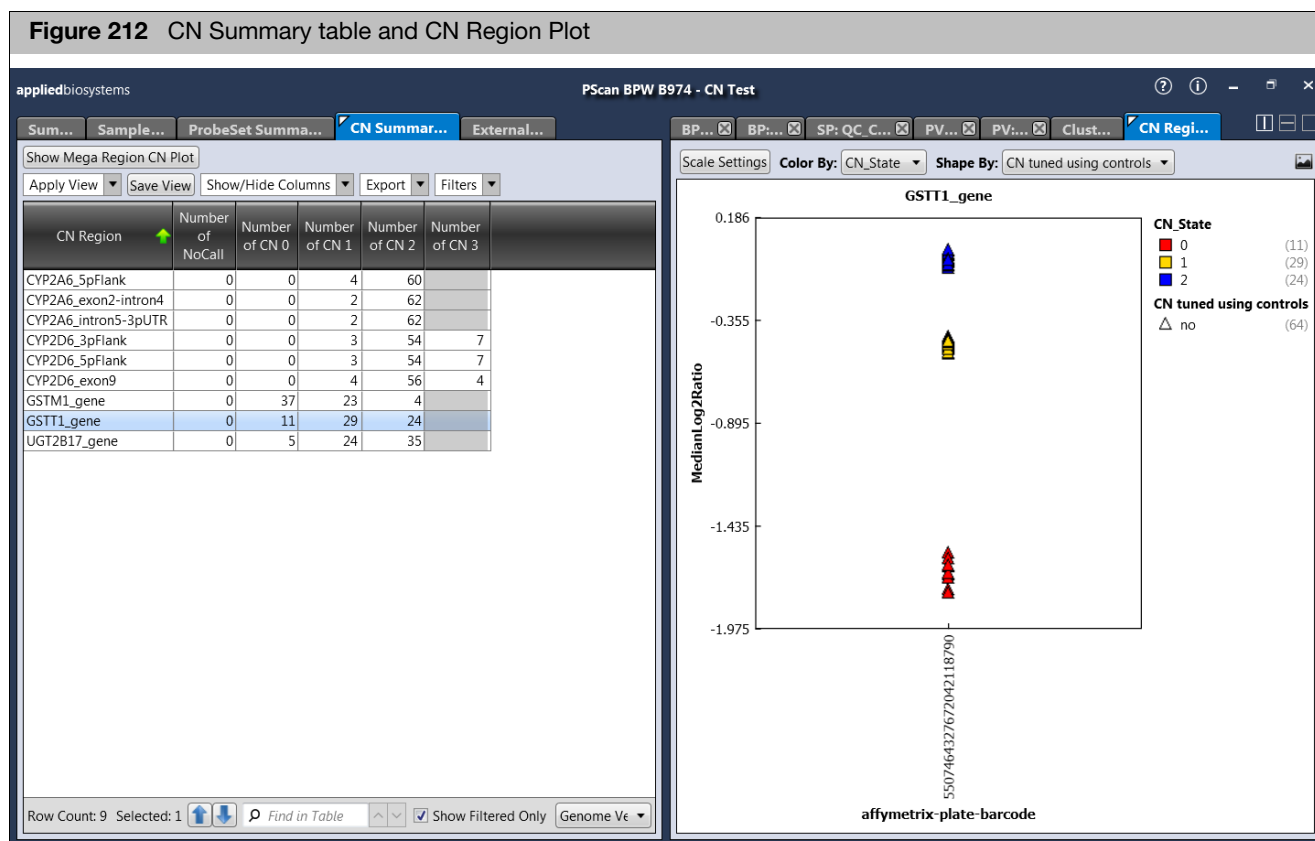 Figure 212 CN Summary table and CN Region Plot
appliedbiosystems
PScan BPW B974 - CN Test
Sum... Sample... ProbeSet Summa... CN Summar... External...
Show Mega Region CN Plot
Apply View Save View Show/Hide Columns Export Filters
CN Region Number of NoCall Number of CN 0 Number of CN 1 Number of CN 2 Number of CN 3
CYP2A6_5pFlank 0 0 4 60
CYP2A6_exon2-intron4 0 0 2 62
CYP2A6_intron5-3pUTR 0 0 2 62
CYP2D6_3pFlank 0 0 3 54 7
CYP2D6_5pFlank 0 0 3 54 7
CYP2D6_exon9 0 0 4 56 4
GSTM1_gene 0 37 23 4
GSTT1_gene 0 11 29 24
UGT2B17_gene 0 5 24 35
Row Count: 9 Selected: 1 Find in Table Show Filtered Only Genome Ve
BP... BP:... SP: QC_C... PV... PV:... Clust... CN Regi...
Scale Settings Color By: CN_State Shape By: CN tuned using controls
GSTT1_gene
0.186
-0.355
-0.895
-1.435
-1.975
MedianLog2Ratio
5507464327672042118790
affymetrix-plate-barcode
CN_State
0 (11)
1 (29)
2 (24)
CN tuned using controls
no (64)